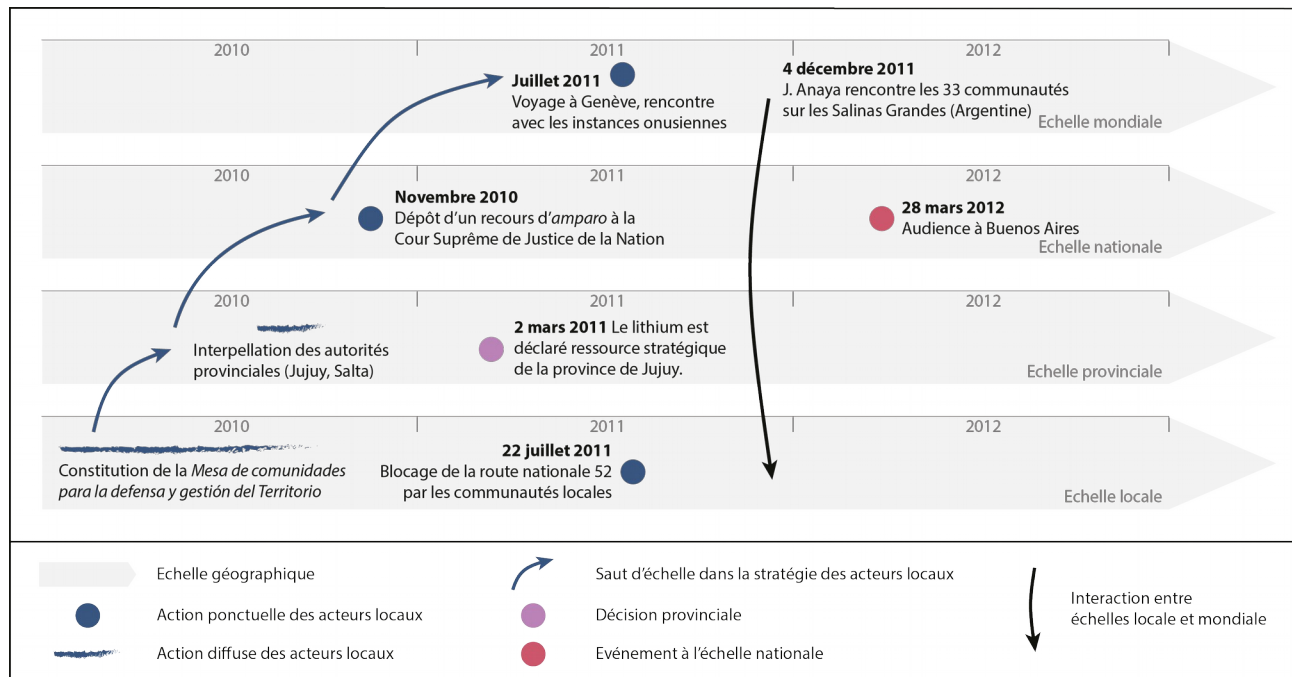 2010
2011
2012
Juillet 2011
Voyage à Genève, rencontre
avec les instances onusiennes
4 décembre 2011
J. Anaya rencontre les 33 communautés
sur les Salinas Grandes (Argentine)
Echelle mondiale
2010
2011
2012
Novembre 2010
Dépôt d’un recours d’amparo à la
Cour Suprême de Justice de la Nation
28 mars 2012
Audience à Buenos Aires
Echelle nationale
2010
2011
2012
Interpellation des autorités
provinciales (Jujuy, Salta)
2 mars 2011 Le lithium est
déclaré ressource stratégique
de la province de Jujuy.
Echelle provinciale
2010
2011
2012
Constitution de la Mesa de comunidades
para la defensa y gestión del Territorio
22 juillet 2011
Blocage de la route nationale 52
par les communautés locales
Echelle locale
Echelle géographique
Action ponctuelle des acteurs locaux
Action diffuse des acteurs locaux
Saut d’échelle dans la stratégie des acteurs locaux
Décision provinciale
Evénement à l’échelle nationale
Interaction entre
échelles locale et mondiale